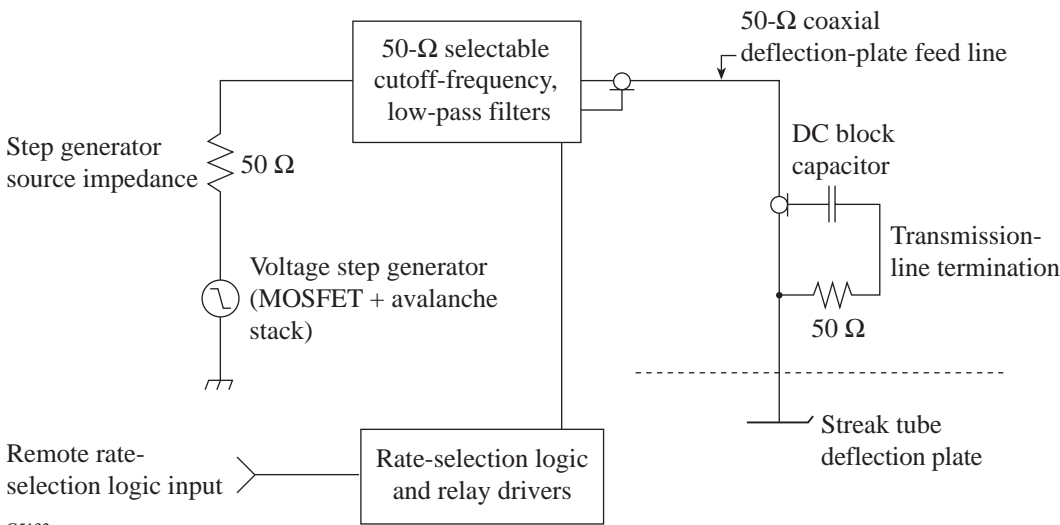 50-Ω selectable
cutoff-frequency,
low-pass filters
50-Ω coaxial
deflection-plate feed line
Step generator
source impedance
50 Ω
DC block
capacitor
Transmission-
line termination
50 Ω
Voltage step generator
(MOSFET + avalanche
stack)
Streak tube
deflection plate
Remote rate-
selection logic input
Rate-selection logic
and relay drivers